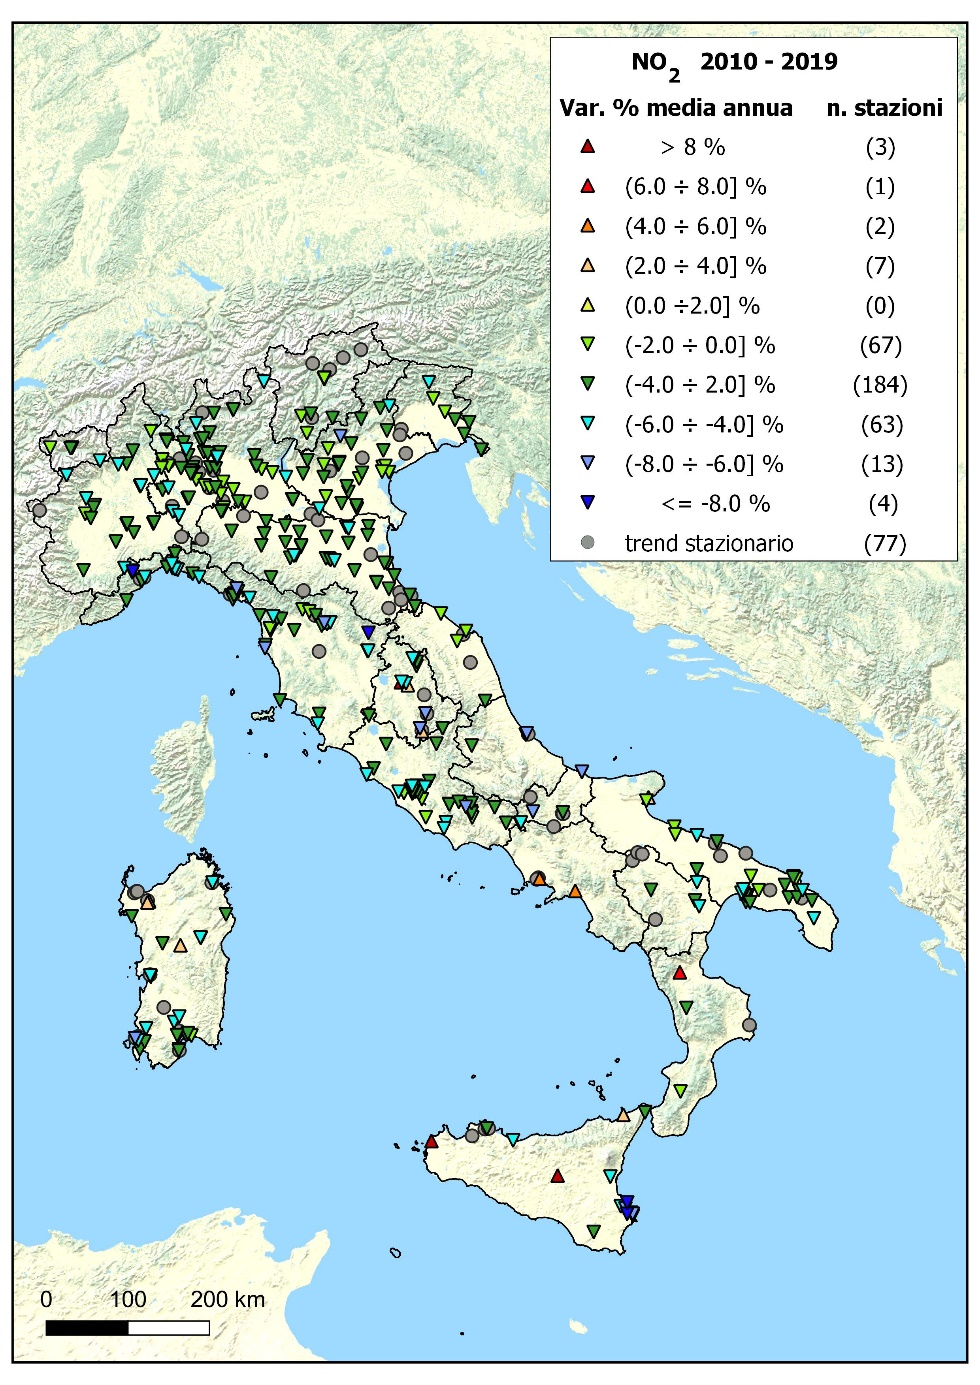 NO2 2010 - 2019
Var. % media annua n. stazioni
> 8 % (3)
(6.0 ÷ 8.0] % (1)
(4.0 ÷ 6.0] % (2)
(2.0 ÷ 4.0] % (7)
(0.0 ÷2.0] % (0)
(-2.0 ÷ 0.0] % (67)
(-4.0 ÷ 2.0] % (184)
(-6.0 ÷ -4.0] % (63)
(-8.0 ÷ -6.0] % (13)
<= -8.0 % (4)
trend stazionario (77)
0 100 200 km